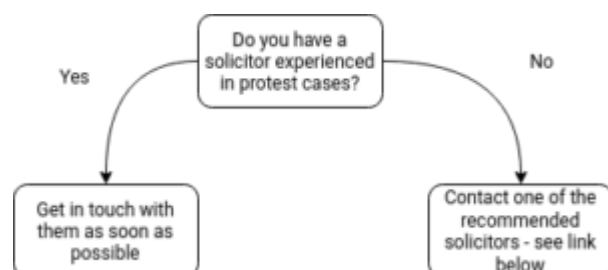 Do you have a
solicitor experienced
in protest cases?
Yes
No
Get in touch with
them as soon as
possible
Contact one of the
recommended
solicitors - see link
below